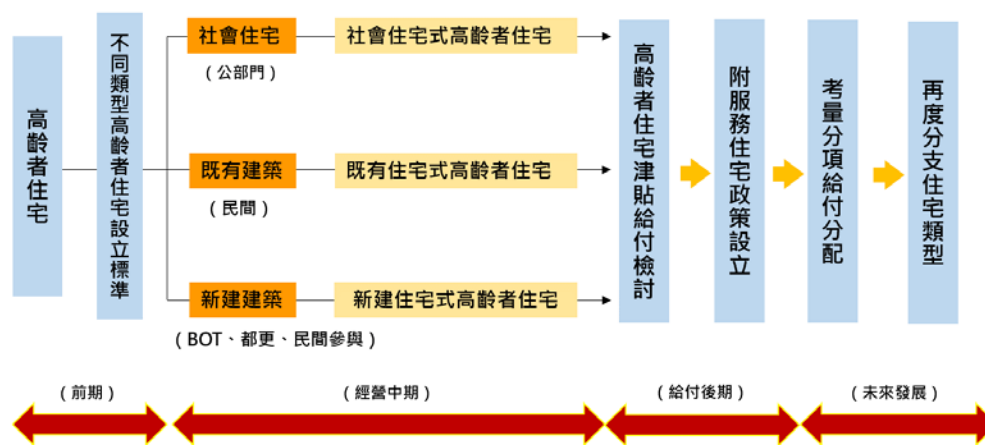 高齡者住宅
不同類型高齡者住宅設立標準
社會住宅
社會住宅式高齡者住宅
(公部門)
既有建築
既有住宅式高齡者住宅
(民間)
新建建築
新建住宅式高齡者住宅
(BOT、都更、民間參與)
高齡者住宅津貼給付檢討
附服務住宅政策設立
考量分項給付分配
再度分支住宅類型
(前期)
(經營中期)
(給付後期)
(未來發展)